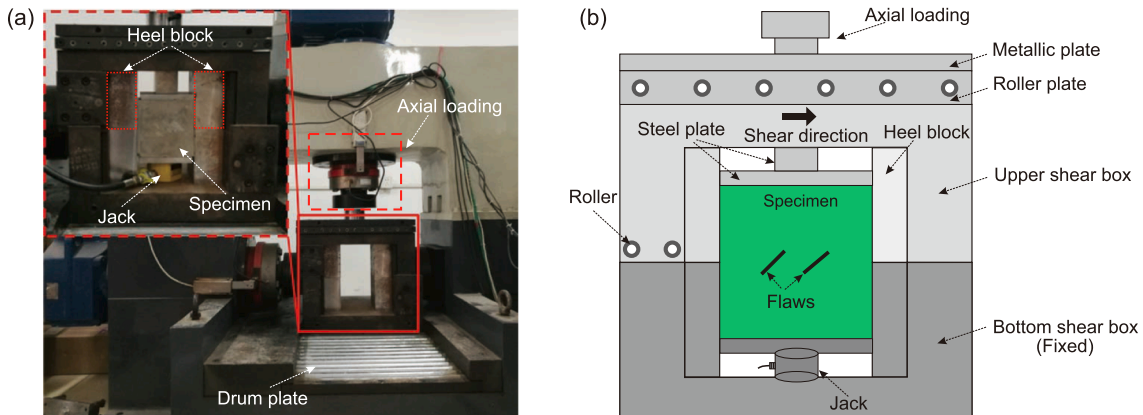 (a)
Heel block
Axial loading
Jack
Specimen
Drum plate
(b)
Axial loading
Metallic plate
Roller plate
Steel plate
Shear direction
Heel block
Upper shear box
Roller
Specimen
Flaws
Bottom shear box
(Fixed)
Jack